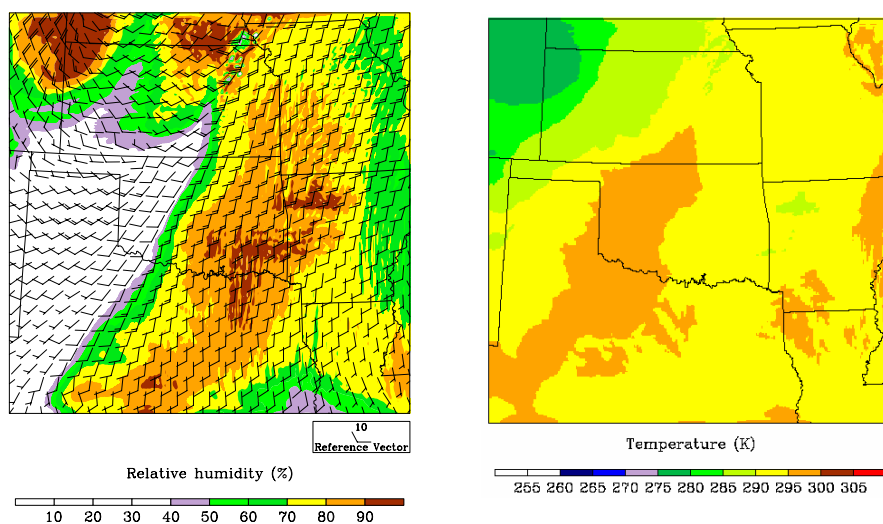 10
Reference Vector
Relative humidity (%)
10 20 30 40 50 60 70 80 90
Temperature (K)
255 260 265 270 275 280 285 290 295 300 305